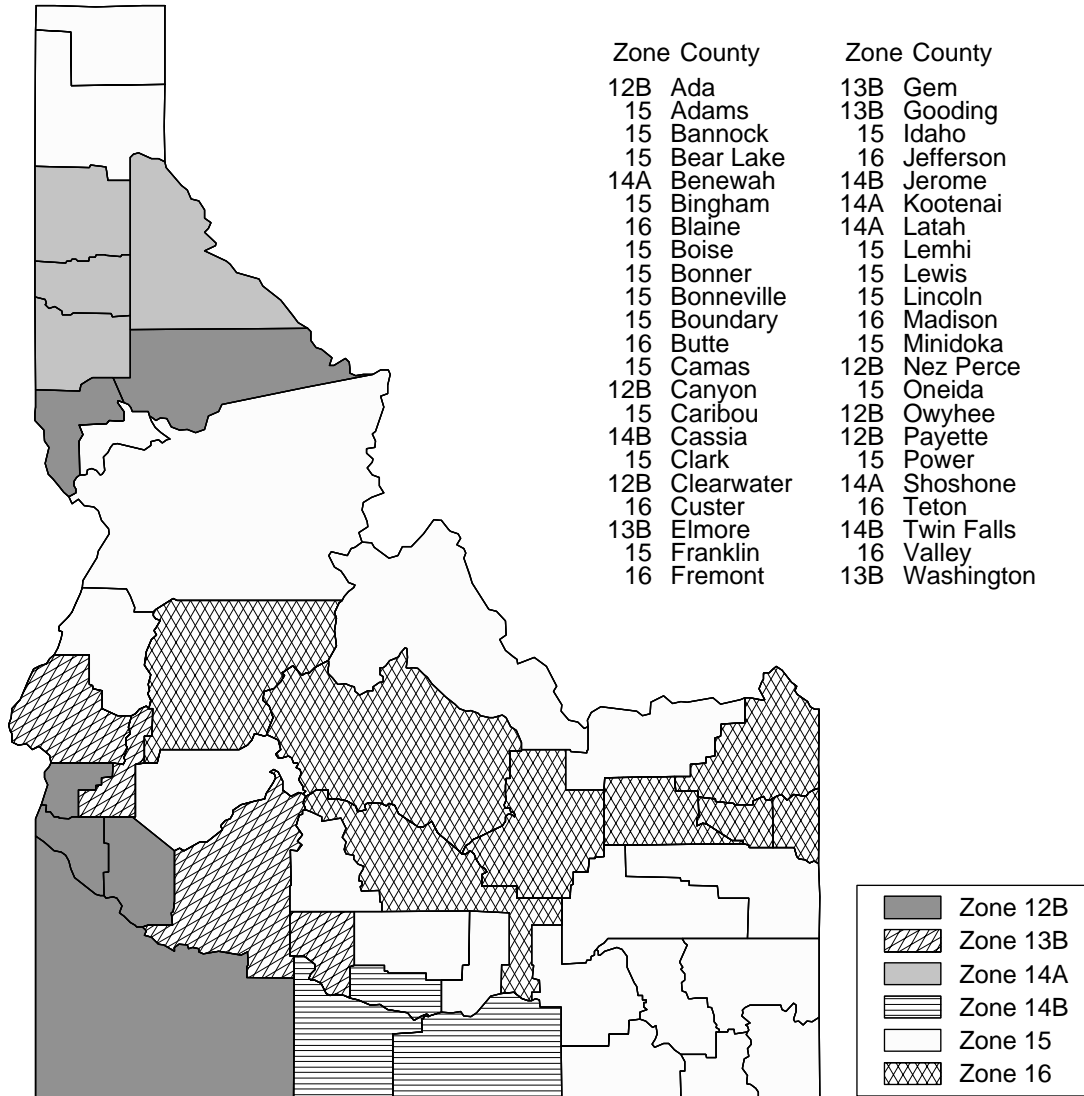 Zone County
12B Ada
15 Adams
15 Bannock
15 Bear Lake
14A Benewah
15 Bingham
16 Blaine
15 Boise
15 Bonner
15 Bonneville
15 Boundary
16 Butte
15 Camas
12B Canyon
15 Caribou
14B Cassia
15 Clark
12B Clearwater
16 Custer
13B Elmore
15 Franklin
16 Fremont
Zone County
13B Gem
13B Gooding
15 Idaho
16 Jefferson
14B Jerome
14A Kootenai
14A Latah
15 Lemhi
15 Lewis
15 Lincoln
16 Madison
15 Minidoka
12B Nez Perce
15 Oneida
12B Owyhee
12B Payette
15 Power
14A Shoshone
16 Teton
14B Twin Falls
16 Valley
13B Washington
Zone 12B
Zone 13B
Zone 14A
Zone 14B
Zone 15
Zone 16